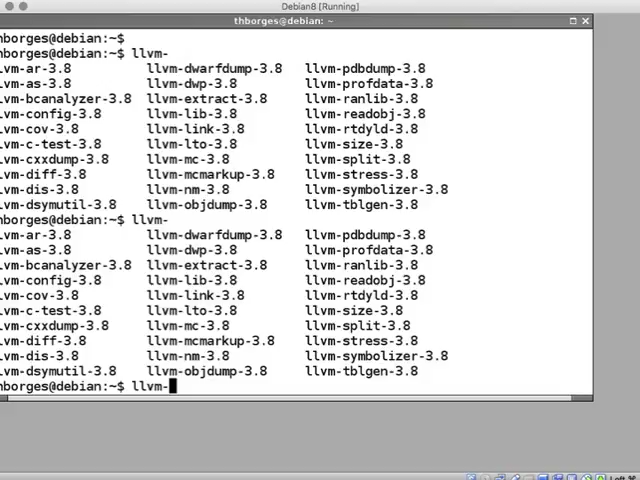 Debian8 [Running]
thborges@debian: ~
hborges@debian:~$
hborges@debian:~$ llvm-
lvm-ar-3.8 llvm-dwarfdump-3.8 llvm-pdbdump-3.8
lvm-as-3.8 llvm-dwp-3.8 llvm-profdata-3.8
lvm-bcanalyzer-3.8 llvm-extract-3.8 llvm-ranlib-3.8
lvm-config-3.8 llvm-lib-3.8 llvm-readobj-3.8
lvm-cov-3.8 llvm-link-3.8 llvm-rtdyld-3.8
lvm-c-test-3.8 llvm-lto-3.8 llvm-size-3.8
lvm-cxxdump-3.8 llvm-mc-3.8 llvm-split-3.8
lvm-diff-3.8 llvm-mcmarkup-3.8 llvm-stress-3.8
lvm-dis-3.8 llvm-nm-3.8 llvm-symbolizer-3.8
lvm-dsymutil-3.8 llvm-objdump-3.8 llvm-tblgen-3.8
hborges@debian:~$ llvm-
lvm-ar-3.8 llvm-dwarfdump-3.8 llvm-pdbdump-3.8
lvm-as-3.8 llvm-dwp-3.8 llvm-profdata-3.8
lvm-bcanalyzer-3.8 llvm-extract-3.8 llvm-ranlib-3.8
lvm-config-3.8 llvm-lib-3.8 llvm-readobj-3.8
lvm-cov-3.8 llvm-link-3.8 llvm-rtdyld-3.8
lvm-c-test-3.8 llvm-lto-3.8 llvm-size-3.8
lvm-cxxdump-3.8 llvm-mc-3.8 llvm-split-3.8
lvm-diff-3.8 llvm-mcmarkup-3.8 llvm-stress-3.8
lvm-dis-3.8 llvm-nm-3.8 llvm-symbolizer-3.8
lvm-dsymutil-3.8 llvm-objdump-3.8 llvm-tblgen-3.8
hborges@debian:~$ llvm-
Left ⌘